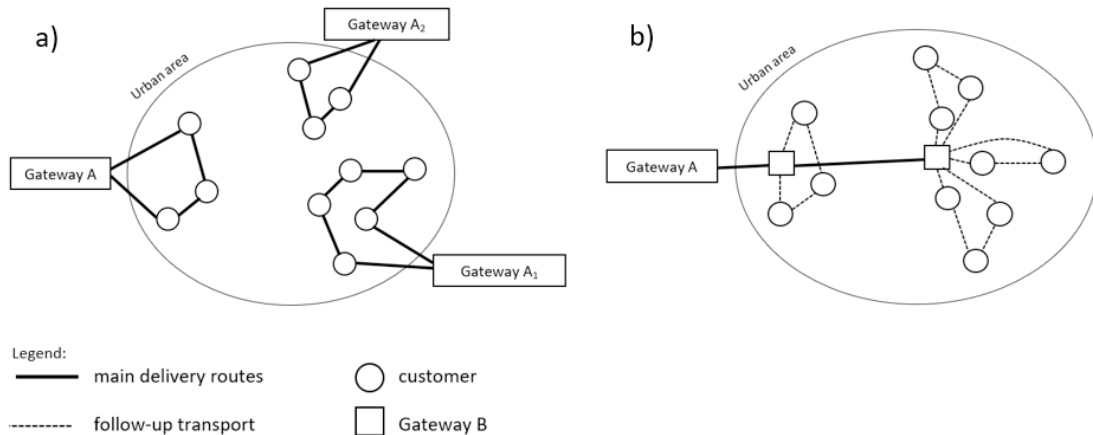 a)
Gateway A₂
Urban area
Gateway A
Gateway A₁
b)
Urban area
Gateway A
Legend:
main delivery routes
customer
follow-up transport
Gateway B